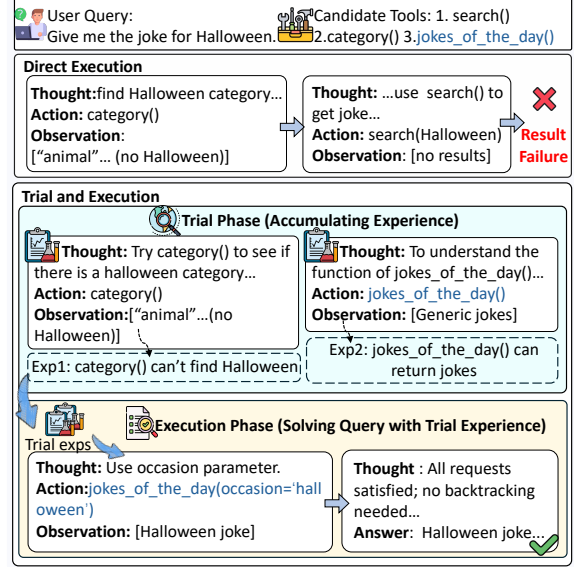 User Query:
Give me the joke for Halloween.
Candidate Tools: 1. search()
2.category() 3.jokes_of_the_day()
Direct Execution
Thought:find Halloween category...
Action: category()
Observation:
["animal"... (no Halloween)]
Thought: ...use search() to
get joke...
Action: search(Halloween)
Observation: [no results]
Result
Failure
Trial and Execution
Trial Phase (Accumulating Experience)
Thought: Try category() to see if
there is a halloween category...
Action: category()
Observation:["animal"...(no
Halloween)]
Exp1: category() can't find Halloween
Thought: To understand the
function of jokes_of_the_day()...
Action: jokes_of_the_day()
Observation: [Generic jokes]
Exp2: jokes_of_the_day() can
return jokes
Trial exps
Execution Phase (Solving Query with Trial Experience)
Thought: Use occasion parameter.
Action:jokes_of_the_day(occasion='hall
oween')
Observation: [Halloween joke]
Thought : All requests
satisfied; no backtracking
needed...
Answer: Halloween joke...